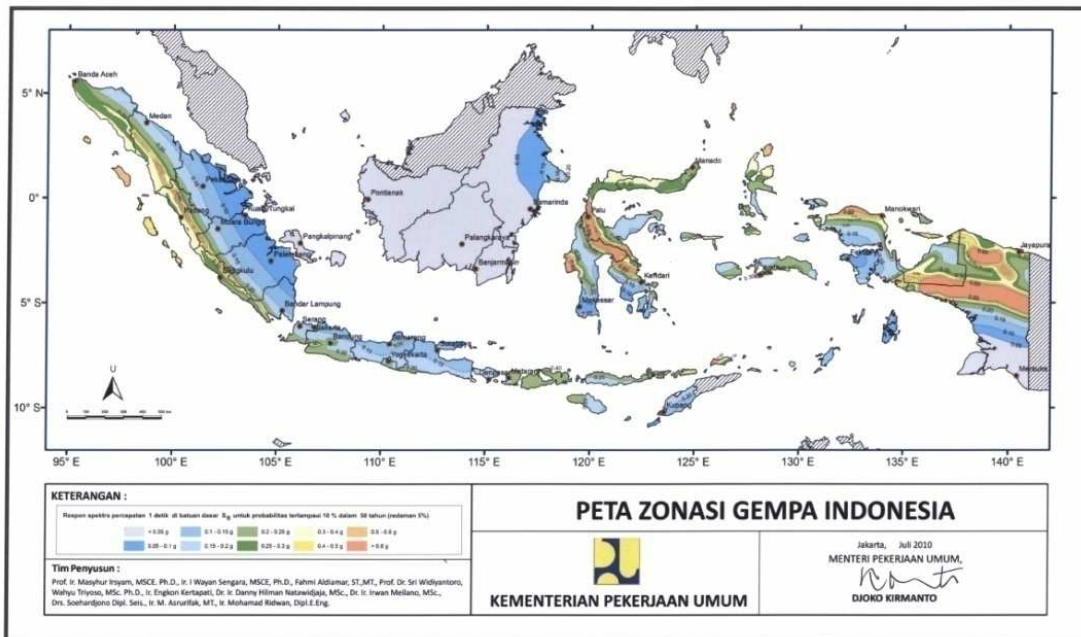 95° E 100° E 105° E 110° E 115° E 120° E 125° E 130° E 135° E 140° E
5° N
0°
5° S
10° S
Banda Aceh
Medan
Padang
Bengkulu
Pangkalpinang
Palembang
Bandar Lampung
Serang
Bandung
Semarang
Yogyakarta
Pontianak
Palangkaraya
Banjarmasin
Samarinda
Manado
Palu
Kendari
Makassar
Mataram
Kupang
Manokwari
Jayapura
Merauke
U
KETERANGAN :
Respon spektra percepatan 1 detik di batuan dasar S_B untuk probabilitas terlampaui 10 % dalam 50 tahun (redaman 5%)
< 0.05 g 0.1 - 0.15 g 0.2 - 0.25 g 0.3 - 0.4 g 0.5 - 0.6 g
0.05 - 0.1 g 0.15 - 0.2 g 0.25 - 0.3 g 0.4 - 0.5 g > 0.6 g
Tim Penyusun :
Prof. Ir. Masyhur Irsyam, MSCE. Ph.D., Ir. I Wayan Sengara, MSCE, Ph.D., Fahmi Aldiamar, ST.,MT., Prof. Dr. Sri Widiyantoro,
Wahyu Triyoso, MSc. Ph.D., Ir. Engkon Kertapati, Dr. Ir. Danny Hilman Natawidjaja, MSc., Dr. Ir. Irwan Meilano, MSc.,
Drs. Soehardjono Dipl. Seis., Ir. M. Asrurifak, MT., Ir. Mohamad Ridwan, Dipl.E.Eng.
PETA ZONASI GEMPA INDONESIA
KEMENTERIAN PEKERJAAN UMUM
Jakarta, Juli 2010
MENTERI PEKERJAAN UMUM,
DJOKO KIRMANTO